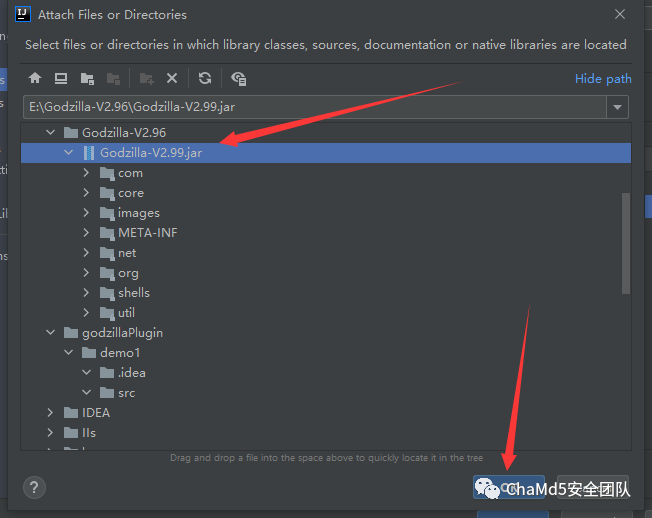 Attach Files or Directories
Select files or directories in which library classes, sources, documentation or native libraries are located
Hide path
E:\Godzilla-V2.96\Godzilla-V2.99.jar
Godzilla-V2.96
Godzilla-V2.99.jar
com
core
images
META-INF
net
org
shells
util
godzillaPlugin
demo1
.idea
src
IDEA
IIs
Drag and drop a file into the space above to quickly locate it in the tree
?
ChaMd5安全团队